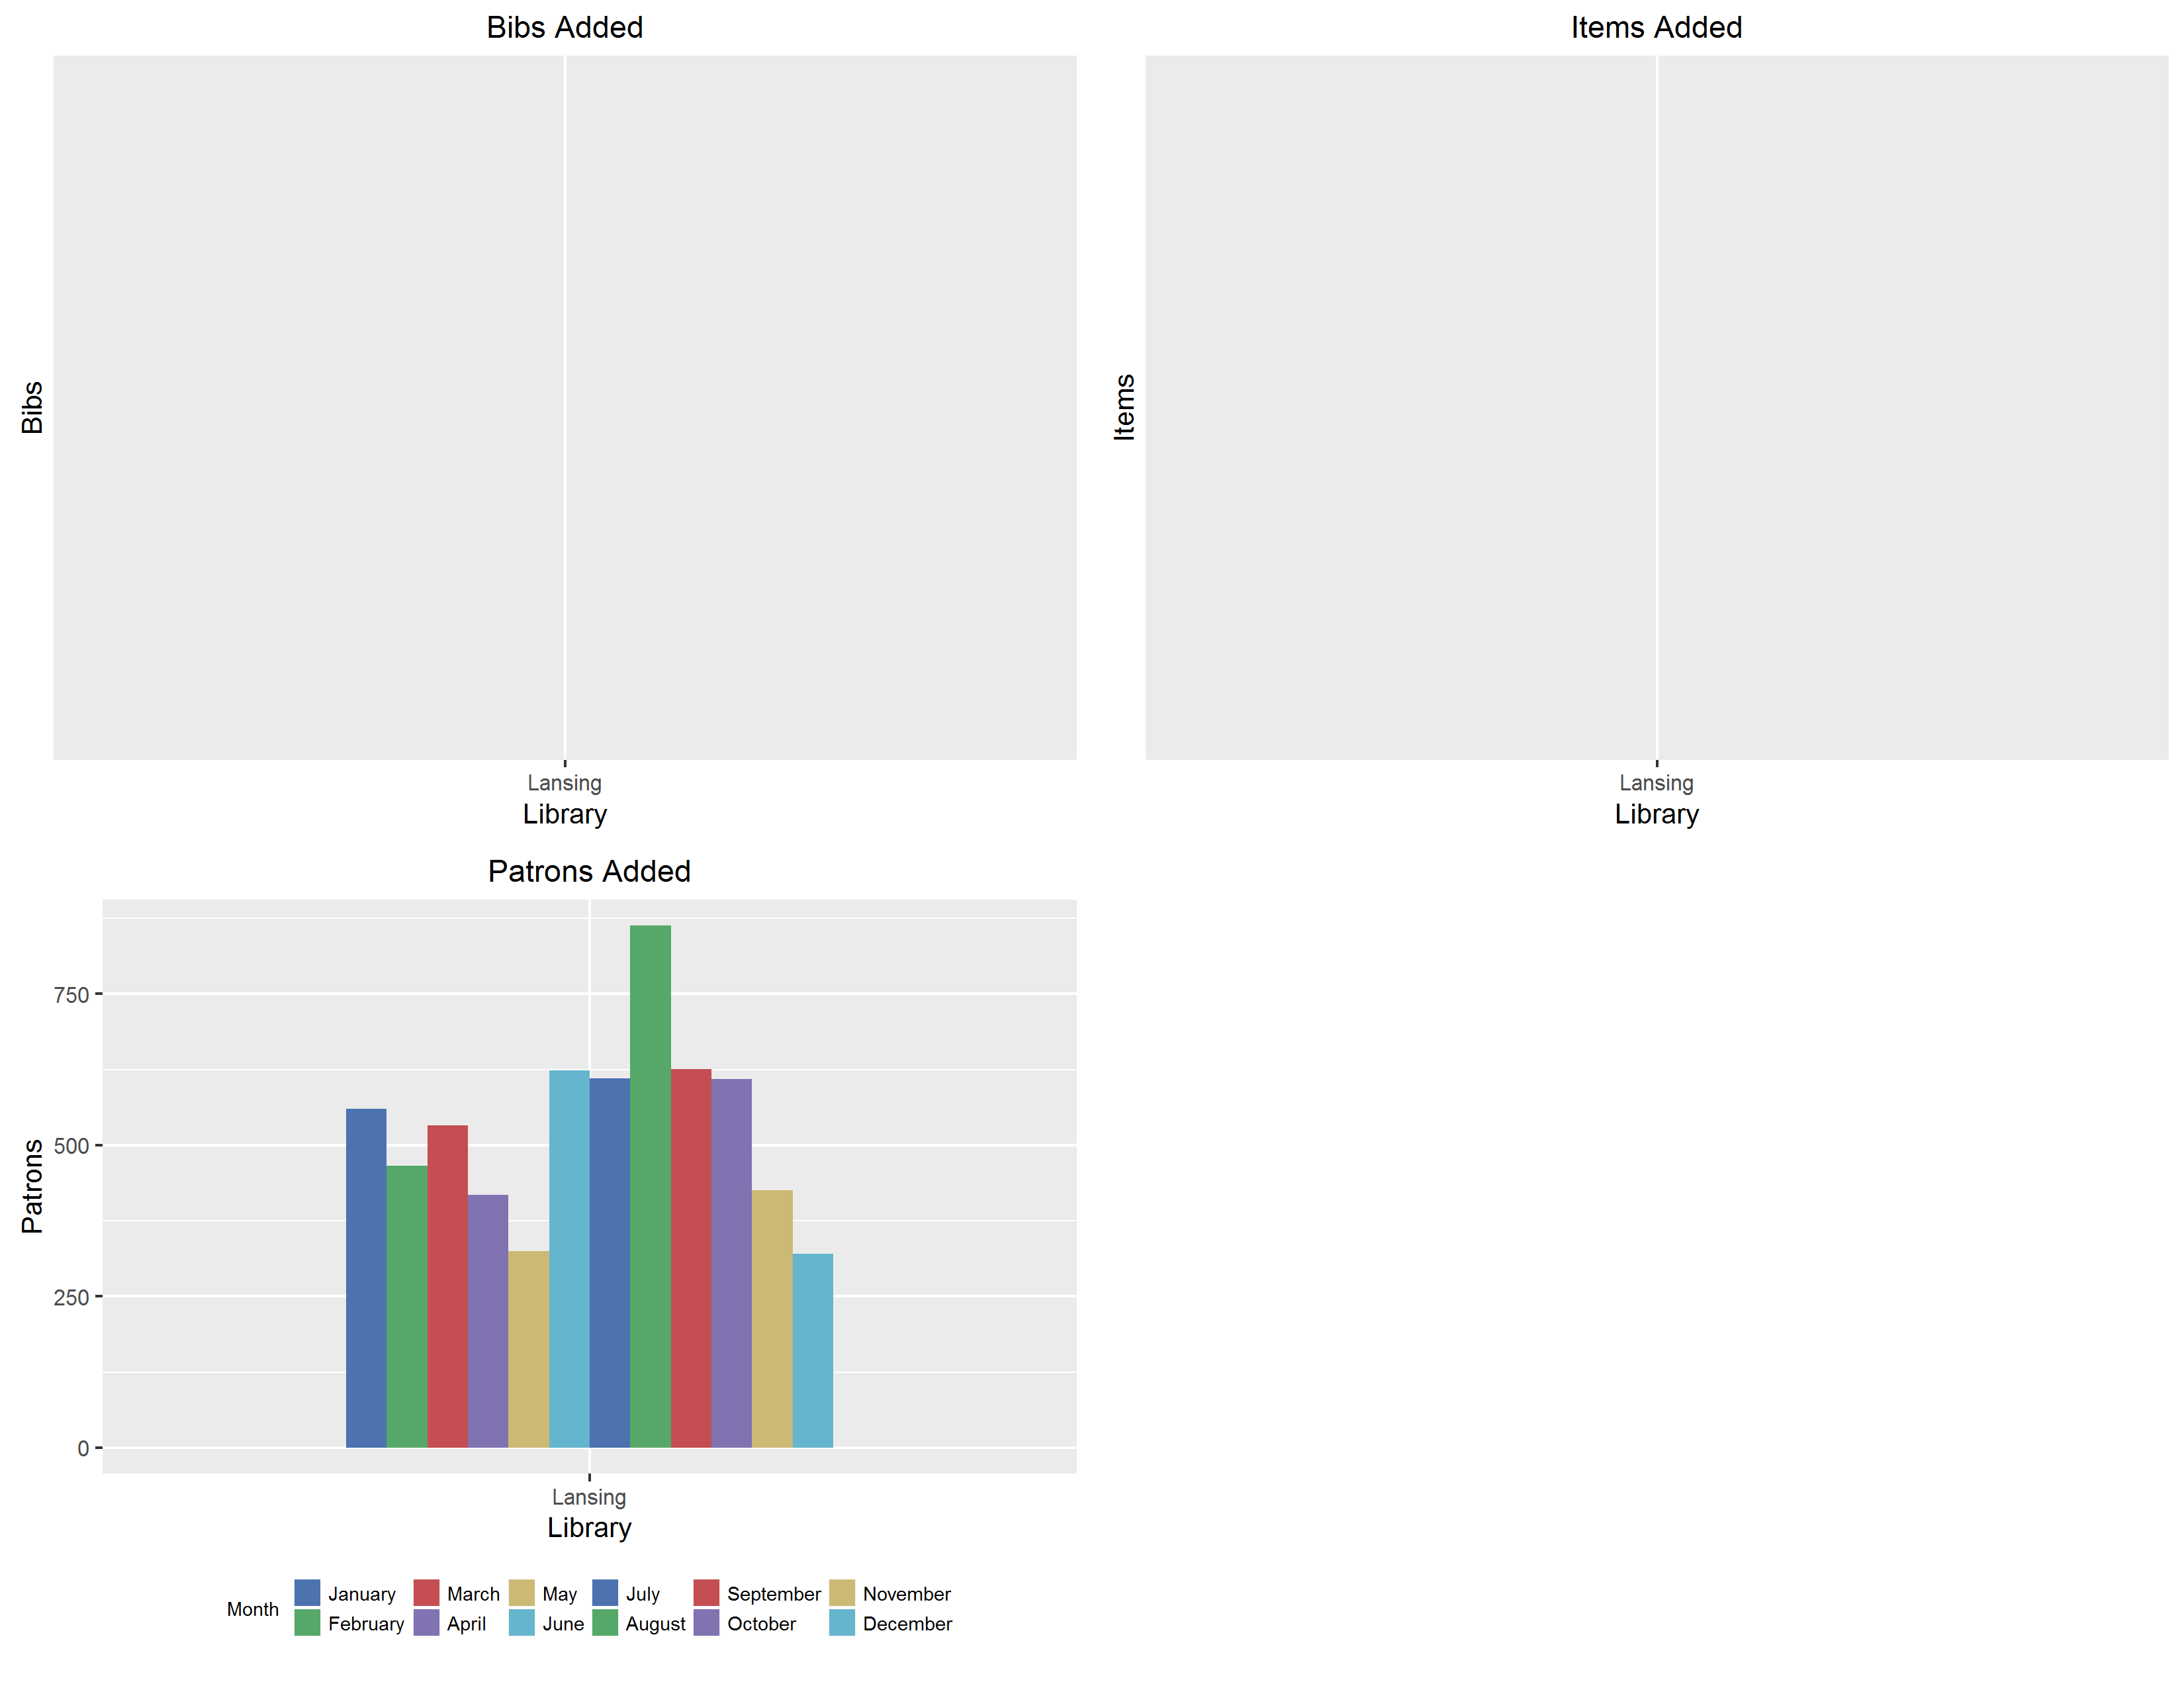 Bibs Added
Bibs
Lansing
Library
Items Added
Items
Lansing
Library
Patrons Added
Patrons
750
500
250
0
Lansing
Library
Month
January March May July September November
February April June August October December